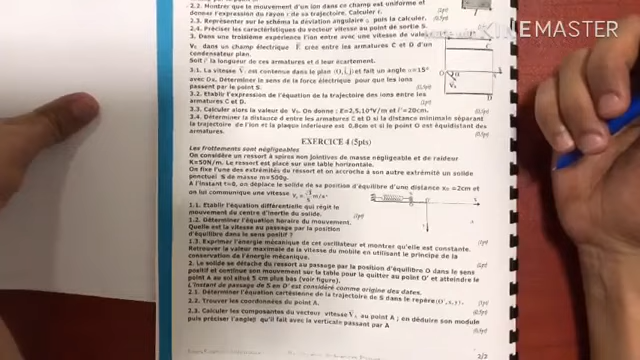 2.2. Montrer que le mouvement d'un ion dans ce champ est uniforme et
donner l'expression du rayon r de sa trajectoire. Calculer r.
2.3. Représenter sur le schéma la déviation angulaire puis la calculer.
2.4. Préciser les caractéristiques du vecteur vitesse au point de sortie S.
3. Dans une troisième expérience l'ion entre avec une vitesse de valeur
V₀ dans un champ électrique E créé entre les armatures C et D d'un
condensateur plan.
Soit l' la longueur de ces armatures et d leur écartement.
3.1. La vitesse V₀ est contenue dans le plan (O, i, j) et fait un angle α=15°
avec Ox. Déterminer le sens de la force électrique pour que les ions
passent par le point S.
3.2. Etablir l'expression de l'équation de la trajectoire des ions entre les
armatures C et D.
3.3. Calculer alors la valeur de V₀. On donne : E=2,5.10⁴V/m et l'=20cm.
3.4. Déterminer la distance d entre les armatures C et D si la distance minimale séparant
la trajectoire de l'ion et la plaque inférieure est 0,8cm et si le point O est équidistant des
armatures.
EXERCICE 4 (5pts)
Les frottements sont négligeables
On considère un ressort à spires non jointives de masse négligeable et de raideur
K=50N/m. Le ressort est placé sur une table horizontale.
On fixe l'une des extrémités du ressort et on accroche à son autre extrémité un solide
ponctuel S de masse m=500g.
A l'instant t=0, on déplace le solide de sa position d'équilibre d'une distance x₀ =2cm et
on lui communique une vitesse
1.1. Etablir l'équation différentielle qui régit le
mouvement du centre d'inertie du solide.
1.2. Déterminer l'équation horaire du mouvement.
Quelle est la vitesse au passage par la position
d'équilibre dans le sens positif ?
1.3. Exprimer l'énergie mécanique de cet oscillateur et montrer qu'elle est constante.
Retrouver la valeur maximale de la vitesse du mobile en utilisant le principe de la
conservation de l'énergie mécanique.
2. Le solide se détache du ressort au passage par la position d'équilibre O dans le sens
positif et continue son mouvement sur la table pour la quitter au point O' et atteindre la
point A au sol situé 5 cm plus bas (voir figure).
L'instant de passage de S en O' est considéré comme origine des dates.
2.1. Déterminer l'équation cartésienne de la trajectoire de S dans le repère
2.2. Trouver les coordonnées du point A.
2.3. Calculer les composantes du vecteur vitesse au point A ; en déduire son module
puis préciser l'angle qu'il fait avec la verticale passant par A
2/2
KINEMASTER